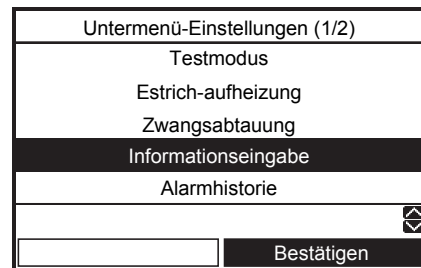 Untermenü-Einstellungen (1/2)
Testmodus
Estrich-aufheizung
Zwangsabtauung
Informationseingabe
Alarmhistorie
Bestätigen